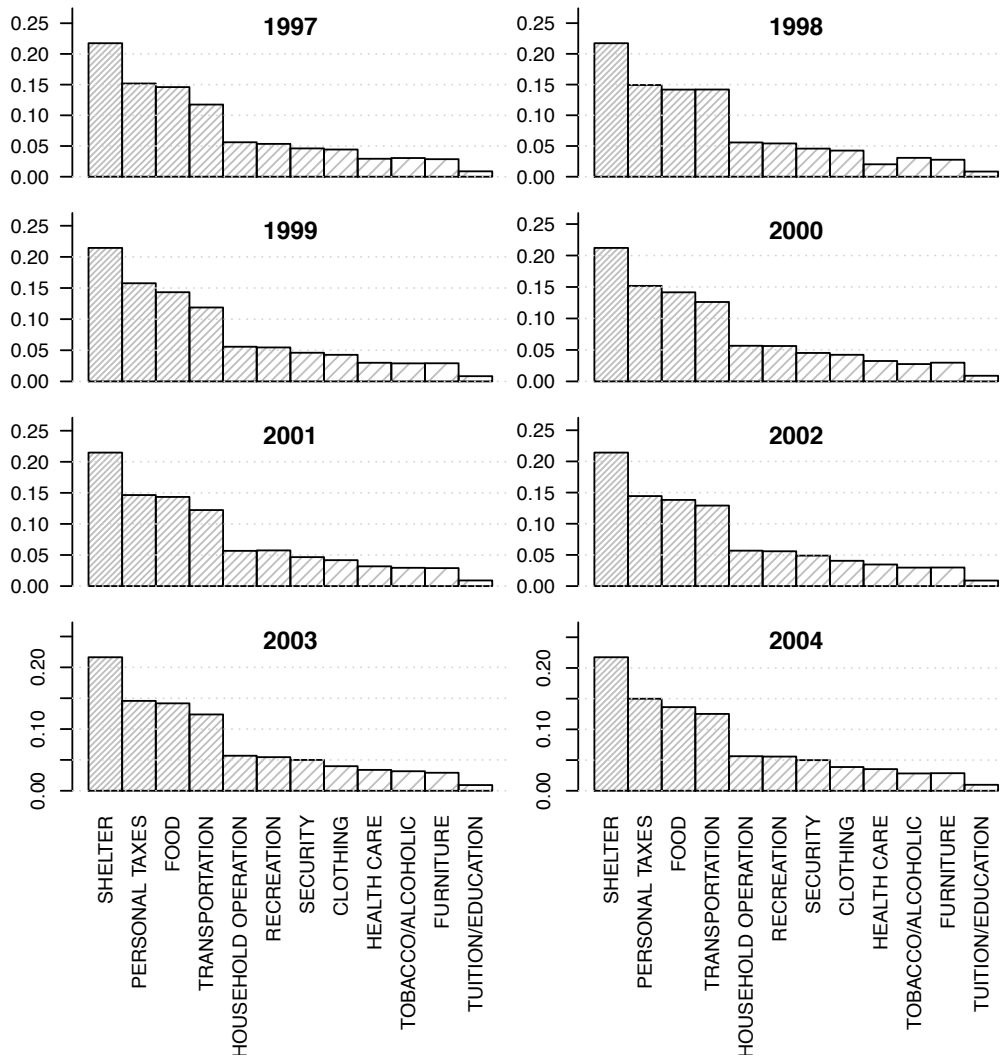 1997
0.25
0.20
0.15
0.10
0.05
0.00
1998
0.25
0.20
0.15
0.10
0.05
0.00
1999
0.25
0.20
0.15
0.10
0.05
0.00
2000
0.25
0.20
0.15
0.10
0.05
0.00
2001
0.25
0.20
0.15
0.10
0.05
0.00
2002
0.25
0.20
0.15
0.10
0.05
0.00
2003
0.20
0.10
0.00
SHELTER
PERSONAL TAXES
FOOD
TRANSPORTATION
HOUSEHOLD OPERATION
RECREATION
SECURITY
CLOTHING
HEALTH CARE
TOBACCO/ALCOHOLIC
FURNITURE
TUITION/EDUCATION
2004
0.20
0.10
0.00
SHELTER
PERSONAL TAXES
FOOD
TRANSPORTATION
HOUSEHOLD OPERATION
RECREATION
SECURITY
CLOTHING
HEALTH CARE
TOBACCO/ALCOHOLIC
FURNITURE
TUITION/EDUCATION